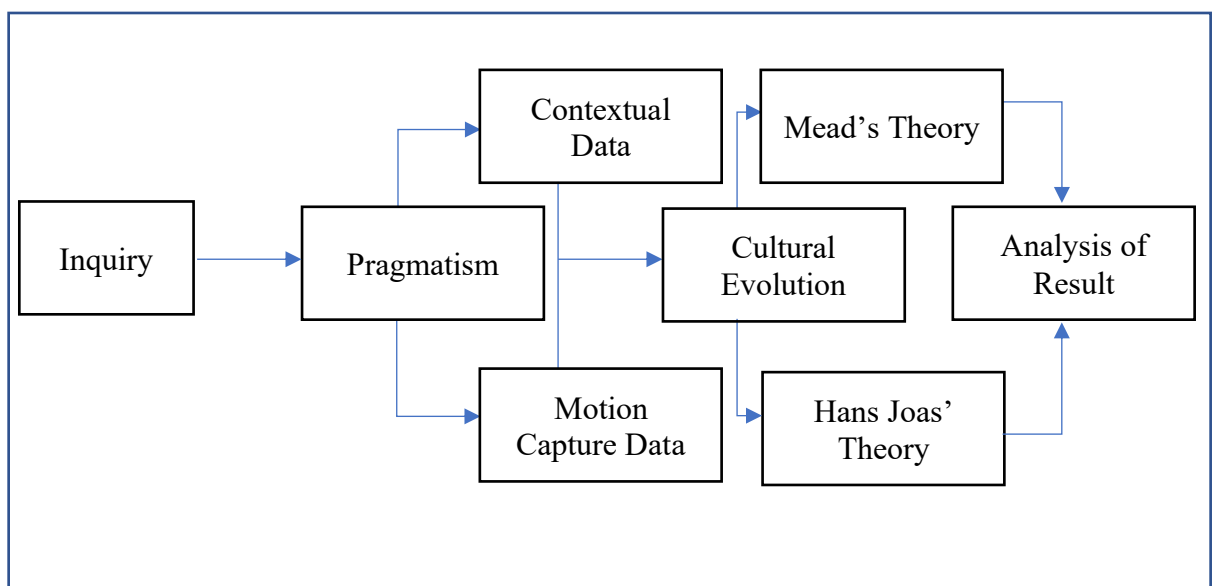 Inquiry
Pragmatism
Contextual
Data
Motion
Capture Data
Cultural
Evolution
Mead’s Theory
Hans Joas’
Theory
Analysis of
Result